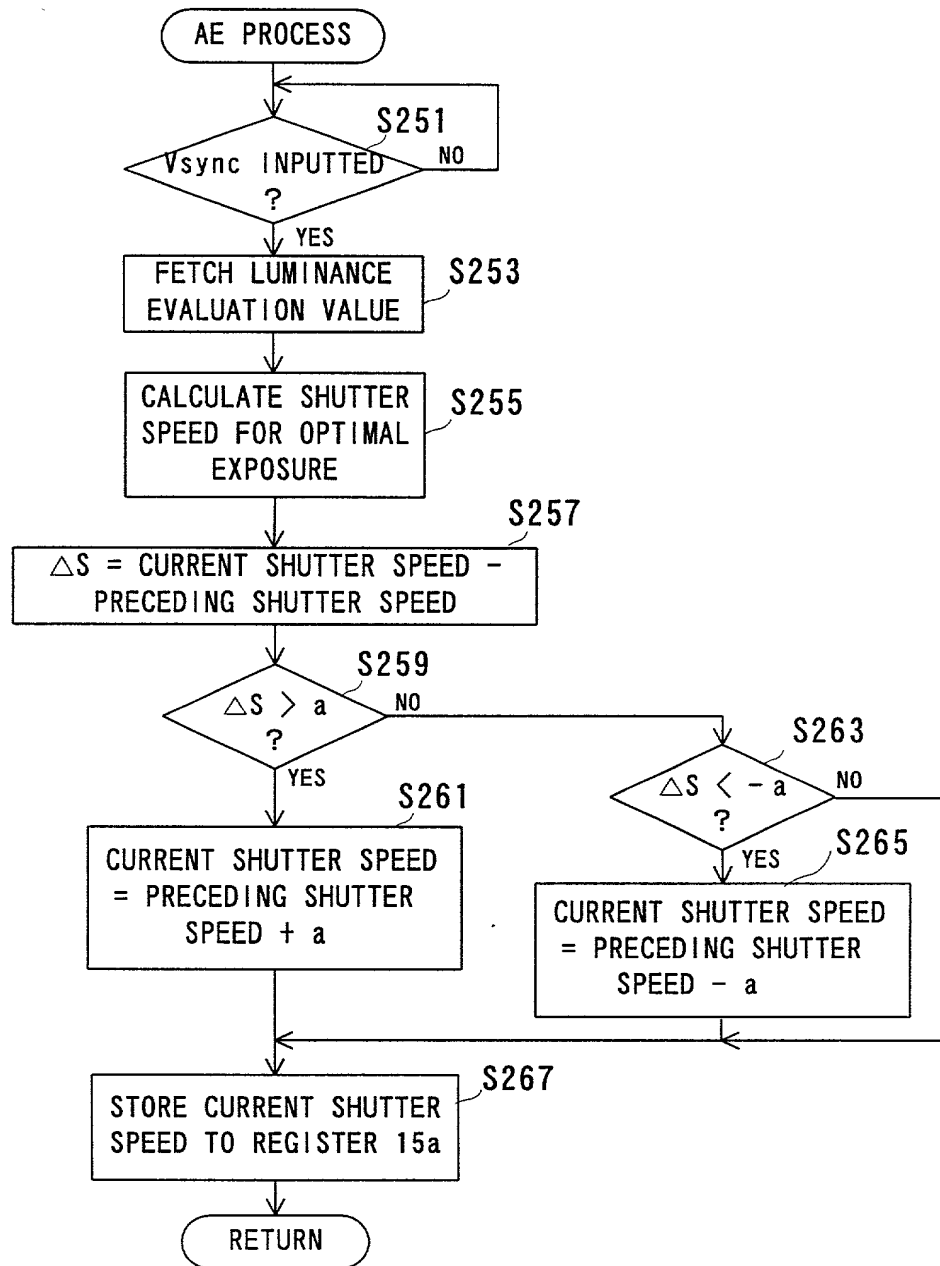 AE PROCESS
S251
Vsync INPUTTED
?
NO
YES
FETCH LUMINANCE
EVALUATION VALUE
S253
CALCULATE SHUTTER
SPEED FOR OPTIMAL
EXPOSURE
S255
S257
△S = CURRENT SHUTTER SPEED -
PRECEDING SHUTTER SPEED
S259
△S > a
?
NO
YES
S263
△S < - a
?
NO
YES
S261
CURRENT SHUTTER SPEED
= PRECEDING SHUTTER
SPEED + a
S265
CURRENT SHUTTER SPEED
= PRECEDING SHUTTER
SPEED - a
S267
STORE CURRENT SHUTTER
SPEED TO REGISTER 15a
RETURN